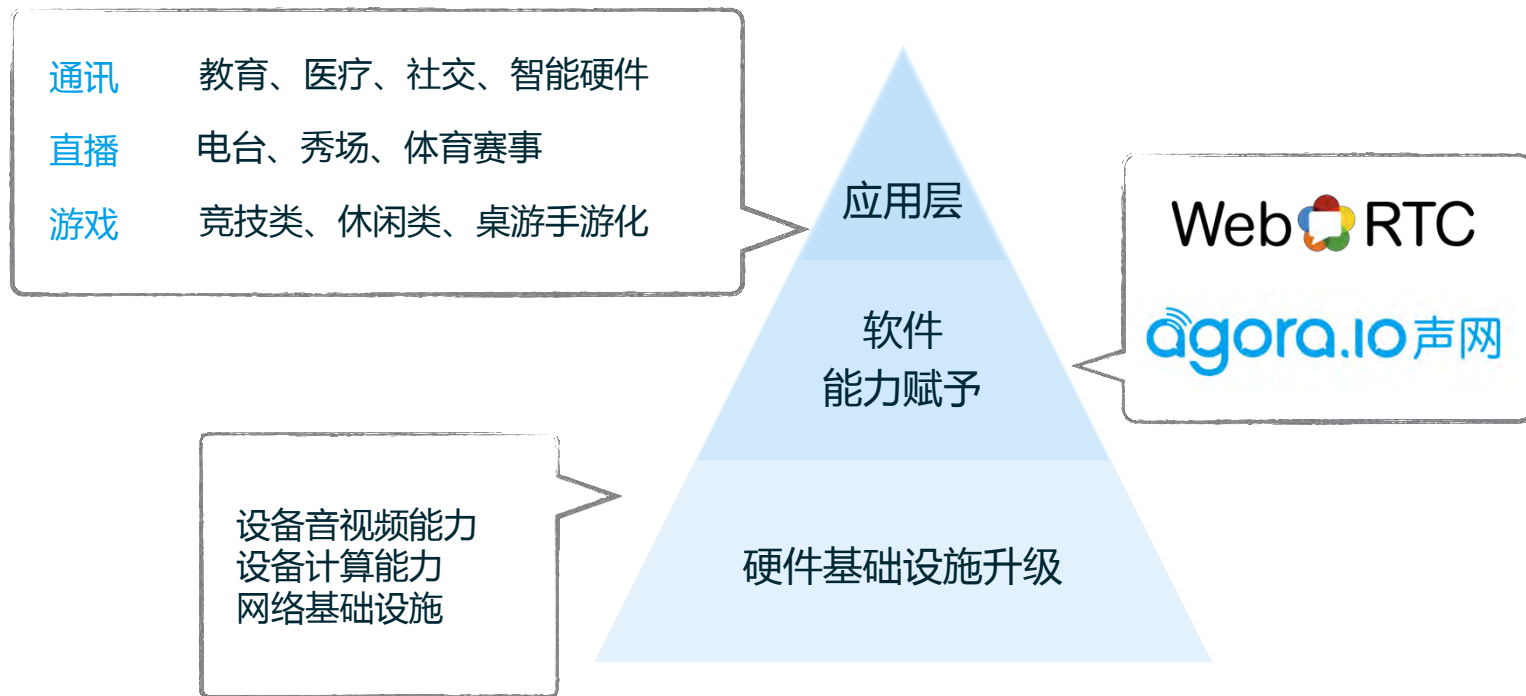 通讯 教育、医疗、社交、智能硬件
直播 电台、秀场、体育赛事
游戏 竞技类、休闲类、桌游手游化
应用层
Web RTC
软件
能力赋予
agora.io声网
设备音视频能力
设备计算能力
网络基础设施
硬件基础设施升级